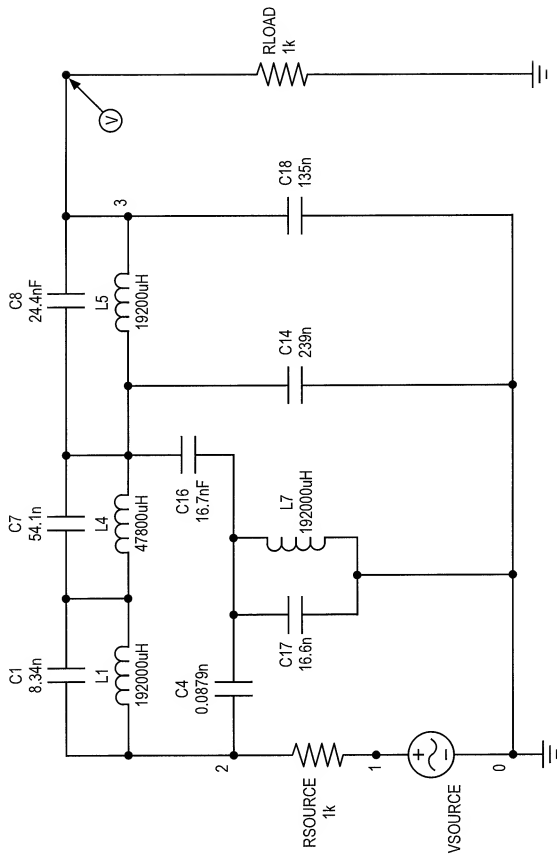 C1
8.34n
L1
192000uH
C7
54.1n
L4
47800uH
C8
24.4nF
L5
19200uH
3
V
RLOAD
1k
C16
16.7nF
C4
0.0879n
C17
16.6n
L7
192000uH
C14
239n
C18
135n
2
RSOURCE
1k
1
VSOURCE
+
−
0